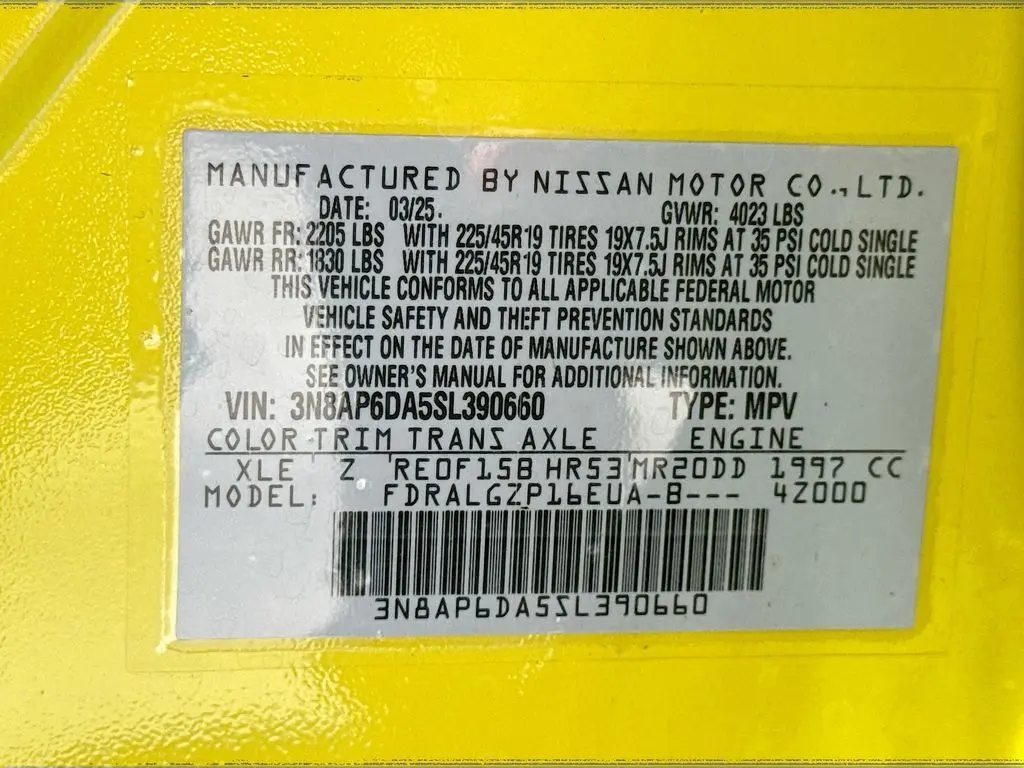 MANUFACTURED BY NISSAN MOTOR CO., LTD.
DATE: 03/25. GVWR: 4023 LBS
GAWR FR: 2205 LBS WITH 225/45R19 TIRES 19X7.5J RIMS AT 35 PSI COLD SINGLE
GAWR RR: 1830 LBS WITH 225/45R19 TIRES 19X7.5J RIMS AT 35 PSI COLD SINGLE
THIS VEHICLE CONFORMS TO ALL APPLICABLE FEDERAL MOTOR
VEHICLE SAFETY AND THEFT PREVENTION STANDARDS
IN EFFECT ON THE DATE OF MANUFACTURE SHOWN ABOVE.
SEE OWNER'S MANUAL FOR ADDITIONAL INFORMATION.
VIN: 3N8AP6DA5SL390660 TYPE: MPV
COLOR TRIM TRANS AXLE ENGINE
XLE Z RE0F15B HR53 MR20DD 1997 CC
MODEL: FDRALGZP16EUA-B--- 42000
3N8AP6DA5SL390660